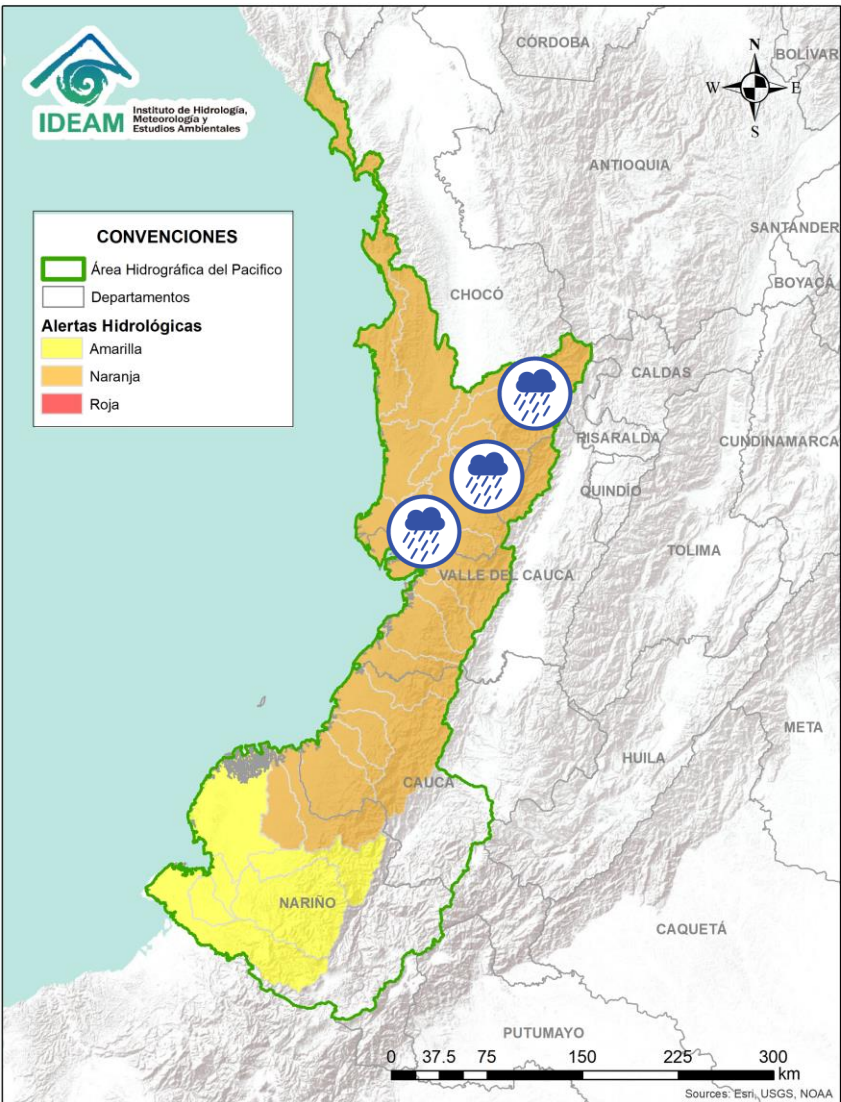 IDEAM
Instituto de Hidrología,
Meteorología y
Estudios Ambientales
N
W
E
S
CONVENCIONES
Área Hidrográfica del Pacifico
Departamentos
Alertas Hidrológicas
Amarilla
Naranja
Roja
CÓRDOBA
BOLÍVAR
ANTIOQUIA
SANTANDER
BOYACÁ
CHOCÓ
CALDAS
RISARALDA
CUNDINAMARCA
QUINDÍO
TOLIMA
VALLE DEL CAUCA
META
HUILA
CAUCA
NARIÑO
CAQUETÁ
PUTUMAYO
0 37.5 75 150 225 300
km
Sources: Esri, USGS, NOAA